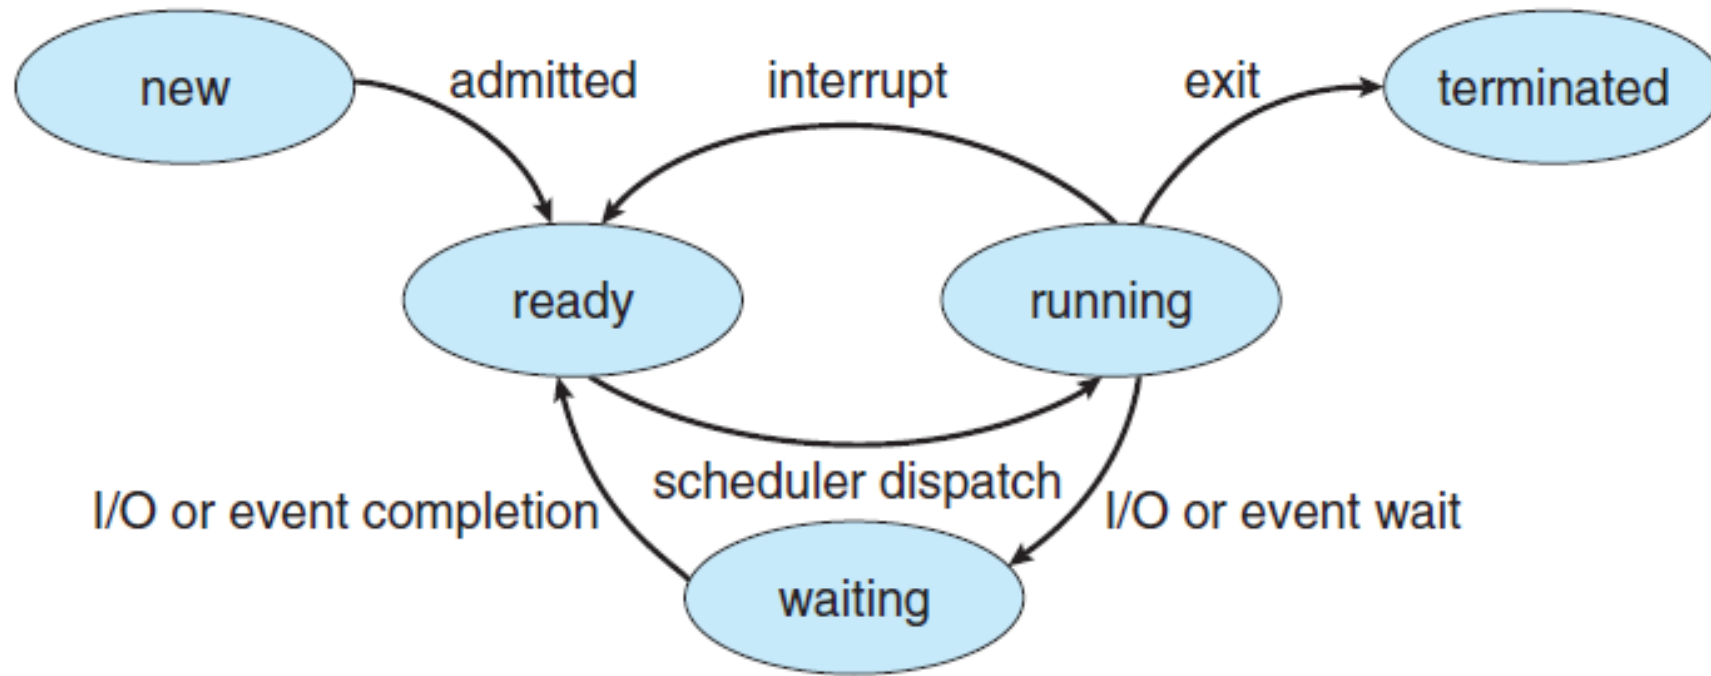 new
admitted
interrupt
exit
terminated
ready
running
scheduler dispatch
I/O or event completion
I/O or event wait
waiting